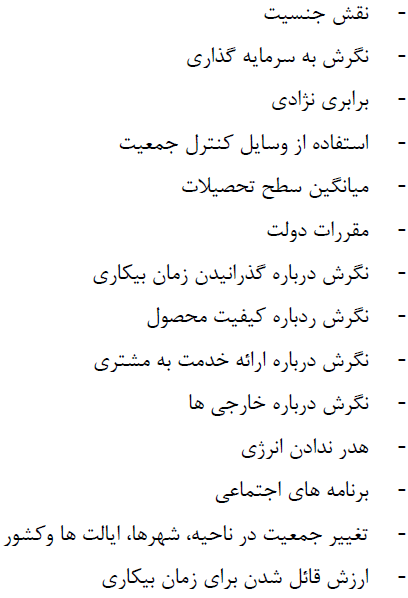 - نقش جنسیت
- نگرش به سرمایه گذاری
- برابری نژادی
- استفاده از وسایل کنترل جمعیت
- میانگین سطح تحصیلات
- مقررات دولت
- نگرش درباره گذرانیدن زمان بیکاری
- نگرش ردباره کیفیت محصول
- نگرش درباره ارائه خدمت به مشتری
- نگرش درباره خارجی ها
- هدر ندادن انرژی
- برنامه های اجتماعی
- تغییر جمعیت در ناحیه، شهرها، ایالت ها وکشور
- ارزش قائل شدن برای زمان بیکاری